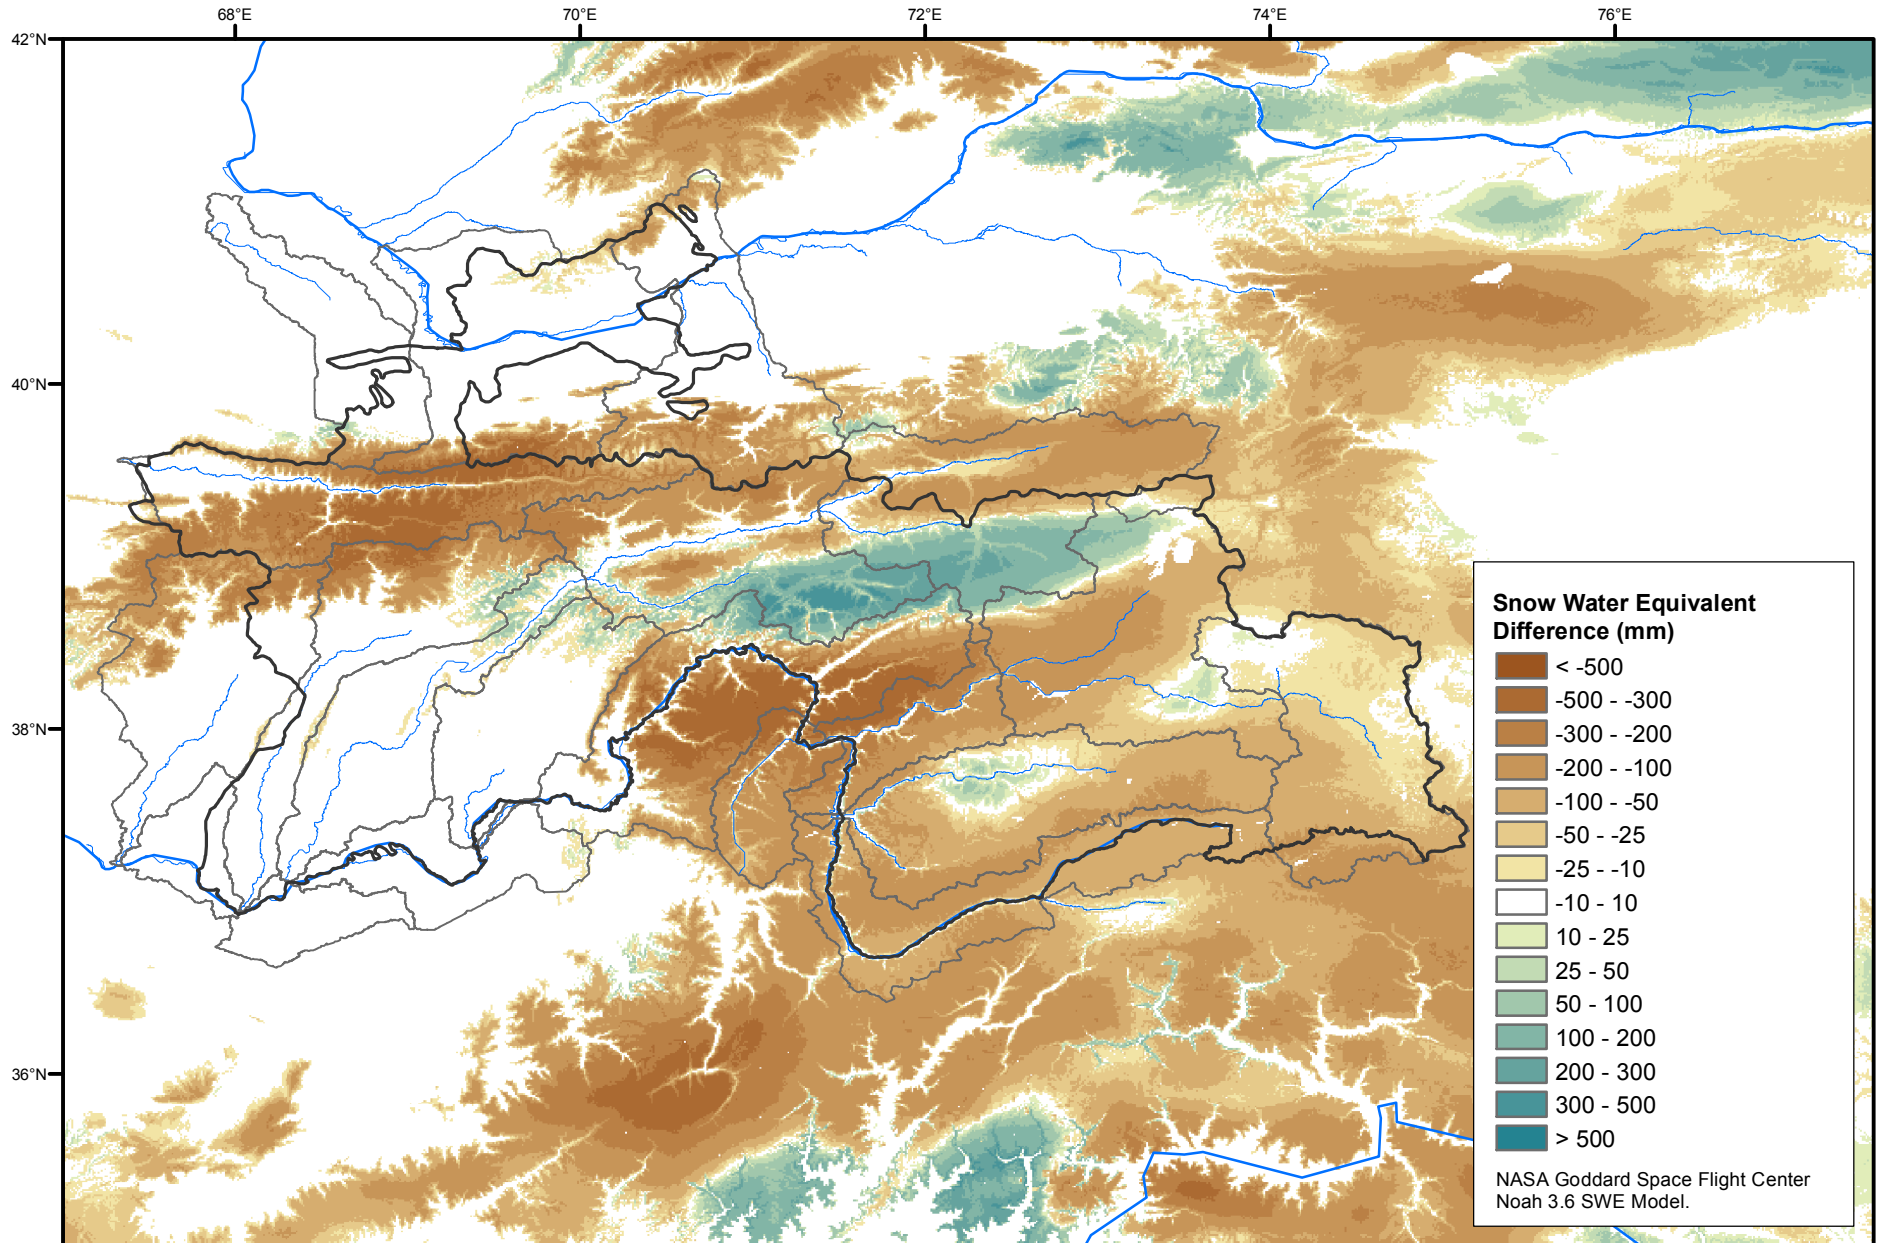 68°E 70°E 72°E 74°E 76°E
42°N
40°N
38°N
36°N
Snow Water Equivalent
Difference (mm)
< -500
-500 - -300
-300 - -200
-200 - -100
-100 - -50
-50 - -25
-25 - -10
-10 - 10
10 - 25
25 - 50
50 - 100
100 - 200
200 - 300
300 - 500
> 500
NASA Goddard Space Flight Center
Noah 3.6 SWE Model.